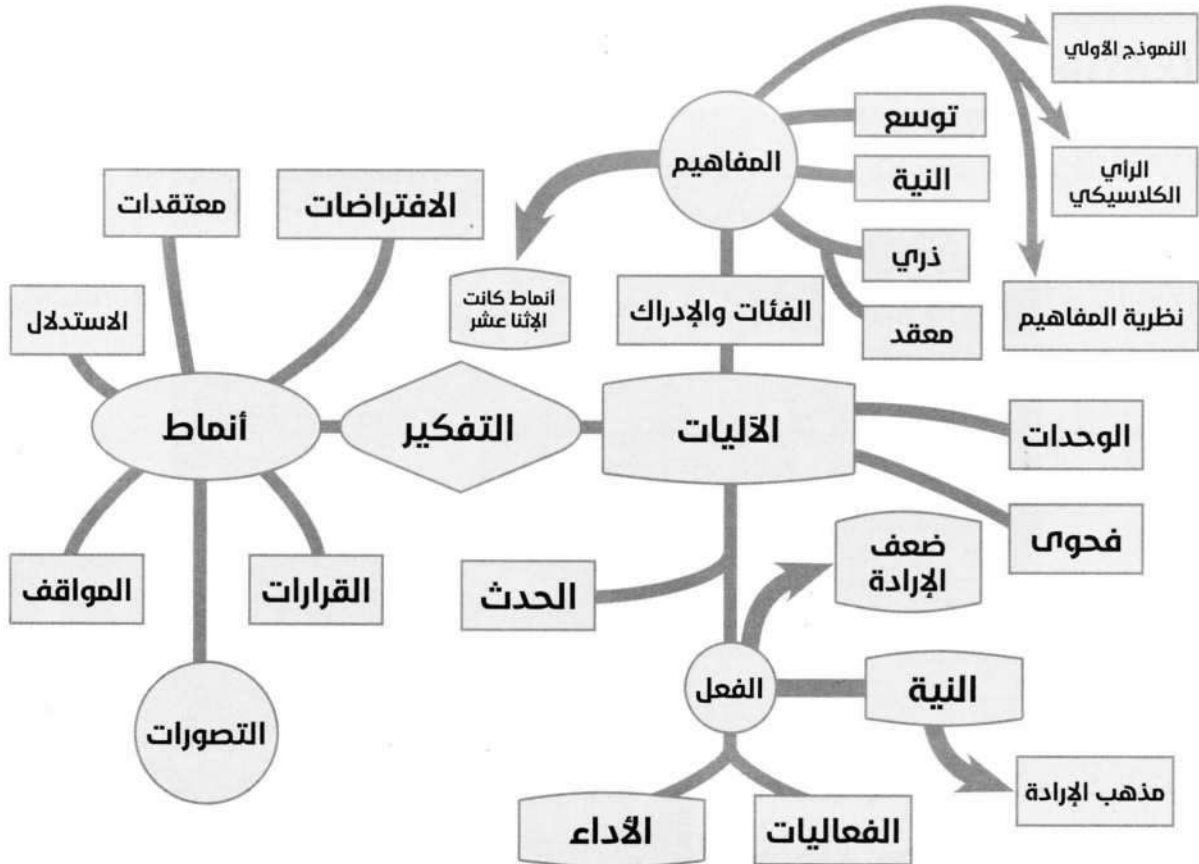 النموذج الأولي
توسع
المفاهيم
الرأي
الكلاسيكي
النية
معتقدات
الافتراضات
ذري
أنماط كانت
الإثنا عشر
الفئات والإدراك
نظرية المفاهيم
معقد
الاستدلال
أنماط
التفكير
الآليات
الوحدات
فحوى
ضعف
الإرادة
المواقف
القرارات
الحدث
الفعل
النية
التصورات
مذهب الإرادة
الأداء
الفعاليات